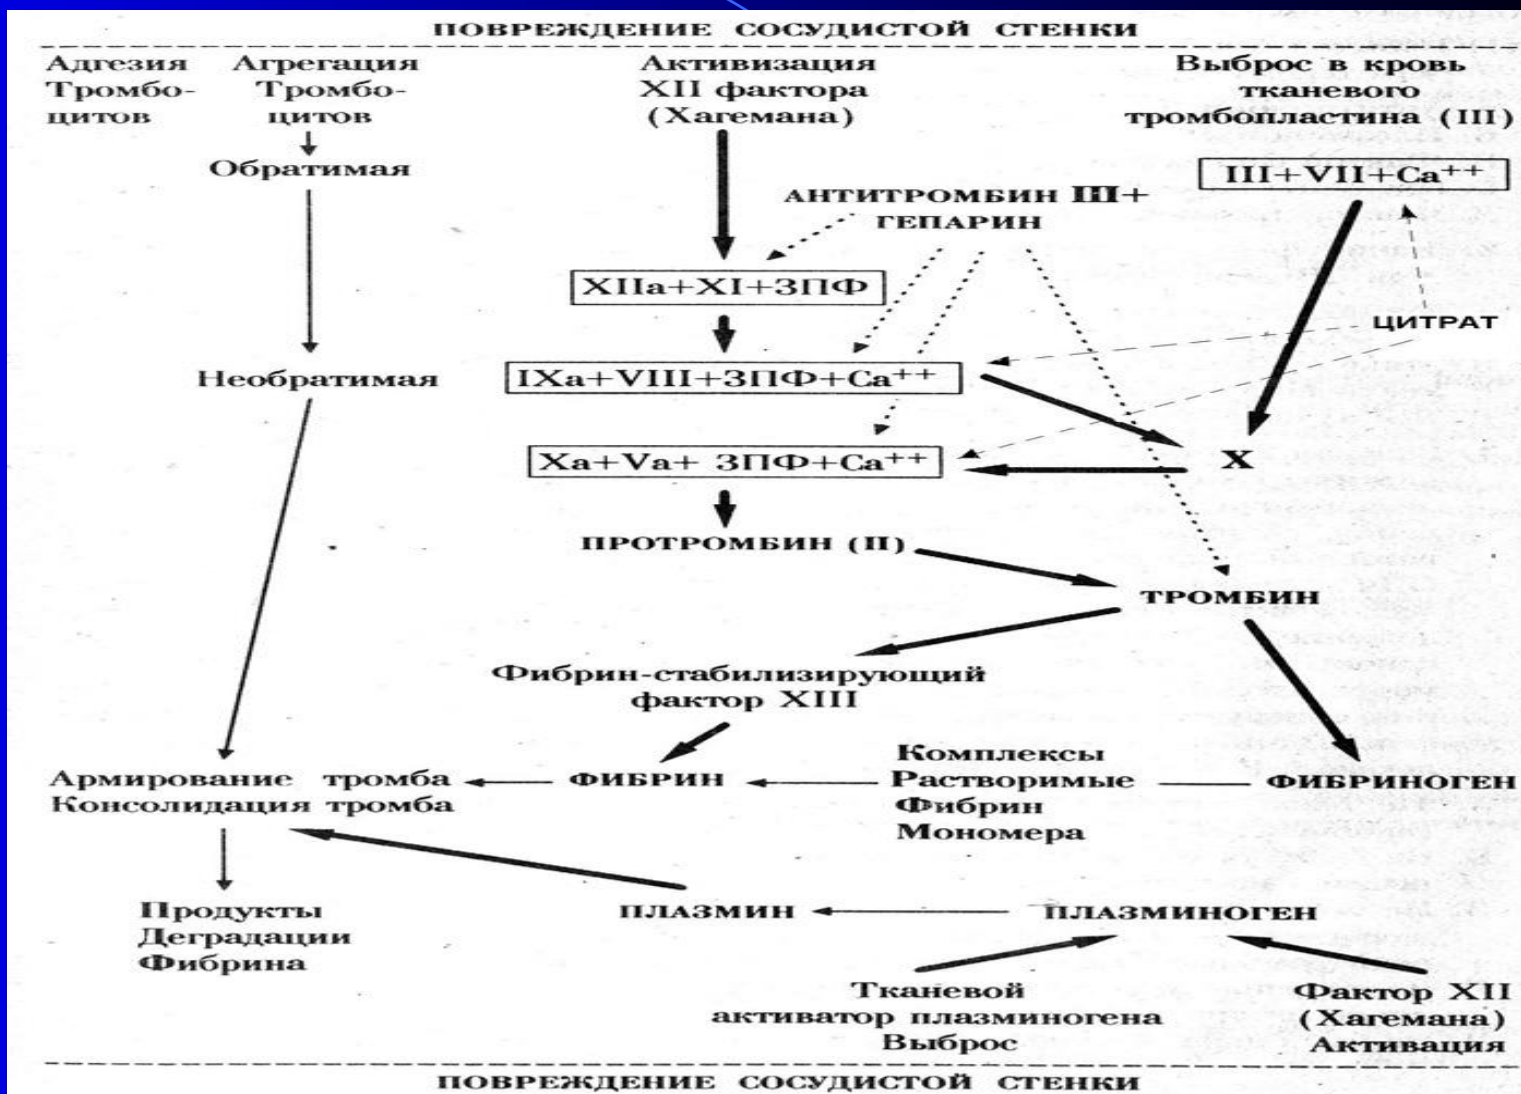 ПОВРЕЖДЕНИЕ СОСУДИСТОЙ СТЕНКИ
Адгезия
Тромбо-
цитов
Агрегация
Тромбо-
цитов
Обратимая
Необратимая
Активизация
XII фактора
(Хагемана)
Выброс в кровь
тканевого
тромбопластина (III)
III+VII+Ca++
АНТИТРОМБИН III+
ГЕПАРИН
XIIa+XI+3ПФ
ЦИТРАТ
IXa+VIII+3ПФ+Ca++
Xa+Va+ 3ПФ+Ca++
X
ПРОТРОМБИН (II)
ТРОМБИН
Фибрин-стабилизирующий
фактор XIII
Армирование тромба
Консолидация тромба
ФИБРИН
Комплексы
Растворимые
Фибрин
Мономера
ФИБРИНОГЕН
Продукты
Деградации
Фибрина
ПЛАЗМИН
ПЛАЗМИНОГЕН
Тканевой
активатор плазминогена
Выброс
Фактор XII
(Хагемана)
Активация
ПОВРЕЖДЕНИЕ СОСУДИСТОЙ СТЕНКИ